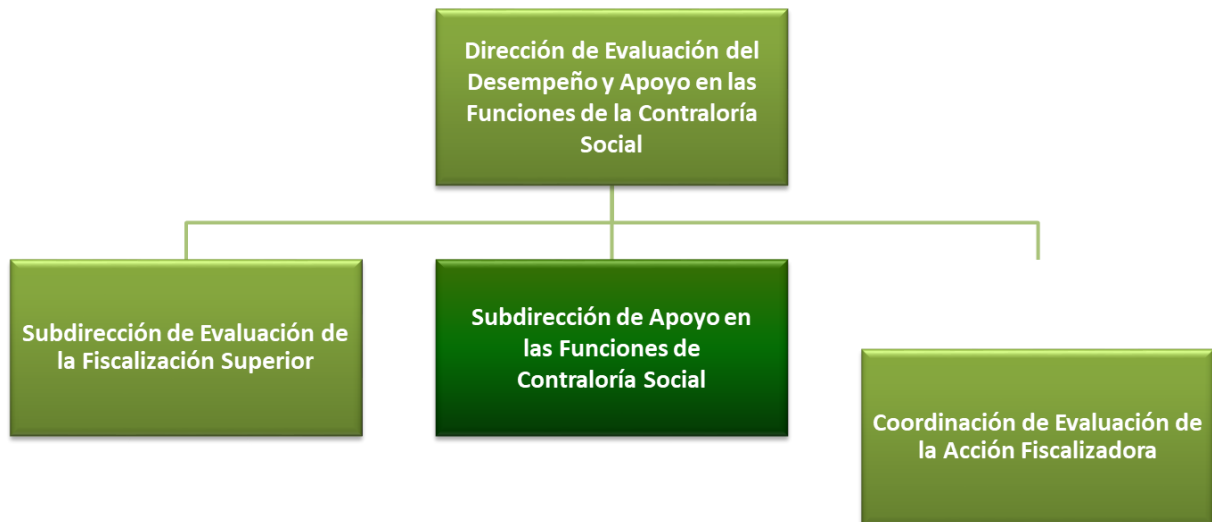 Dirección de Evaluación del
Desempeño y Apoyo en las
Funciones de la Contraloría
Social
Subdirección de Evaluación de
la Fiscalización Superior
Subdirección de Apoyo en
las Funciones de
Contraloría Social
Coordinación de Evaluación de
la Acción Fiscalizadora